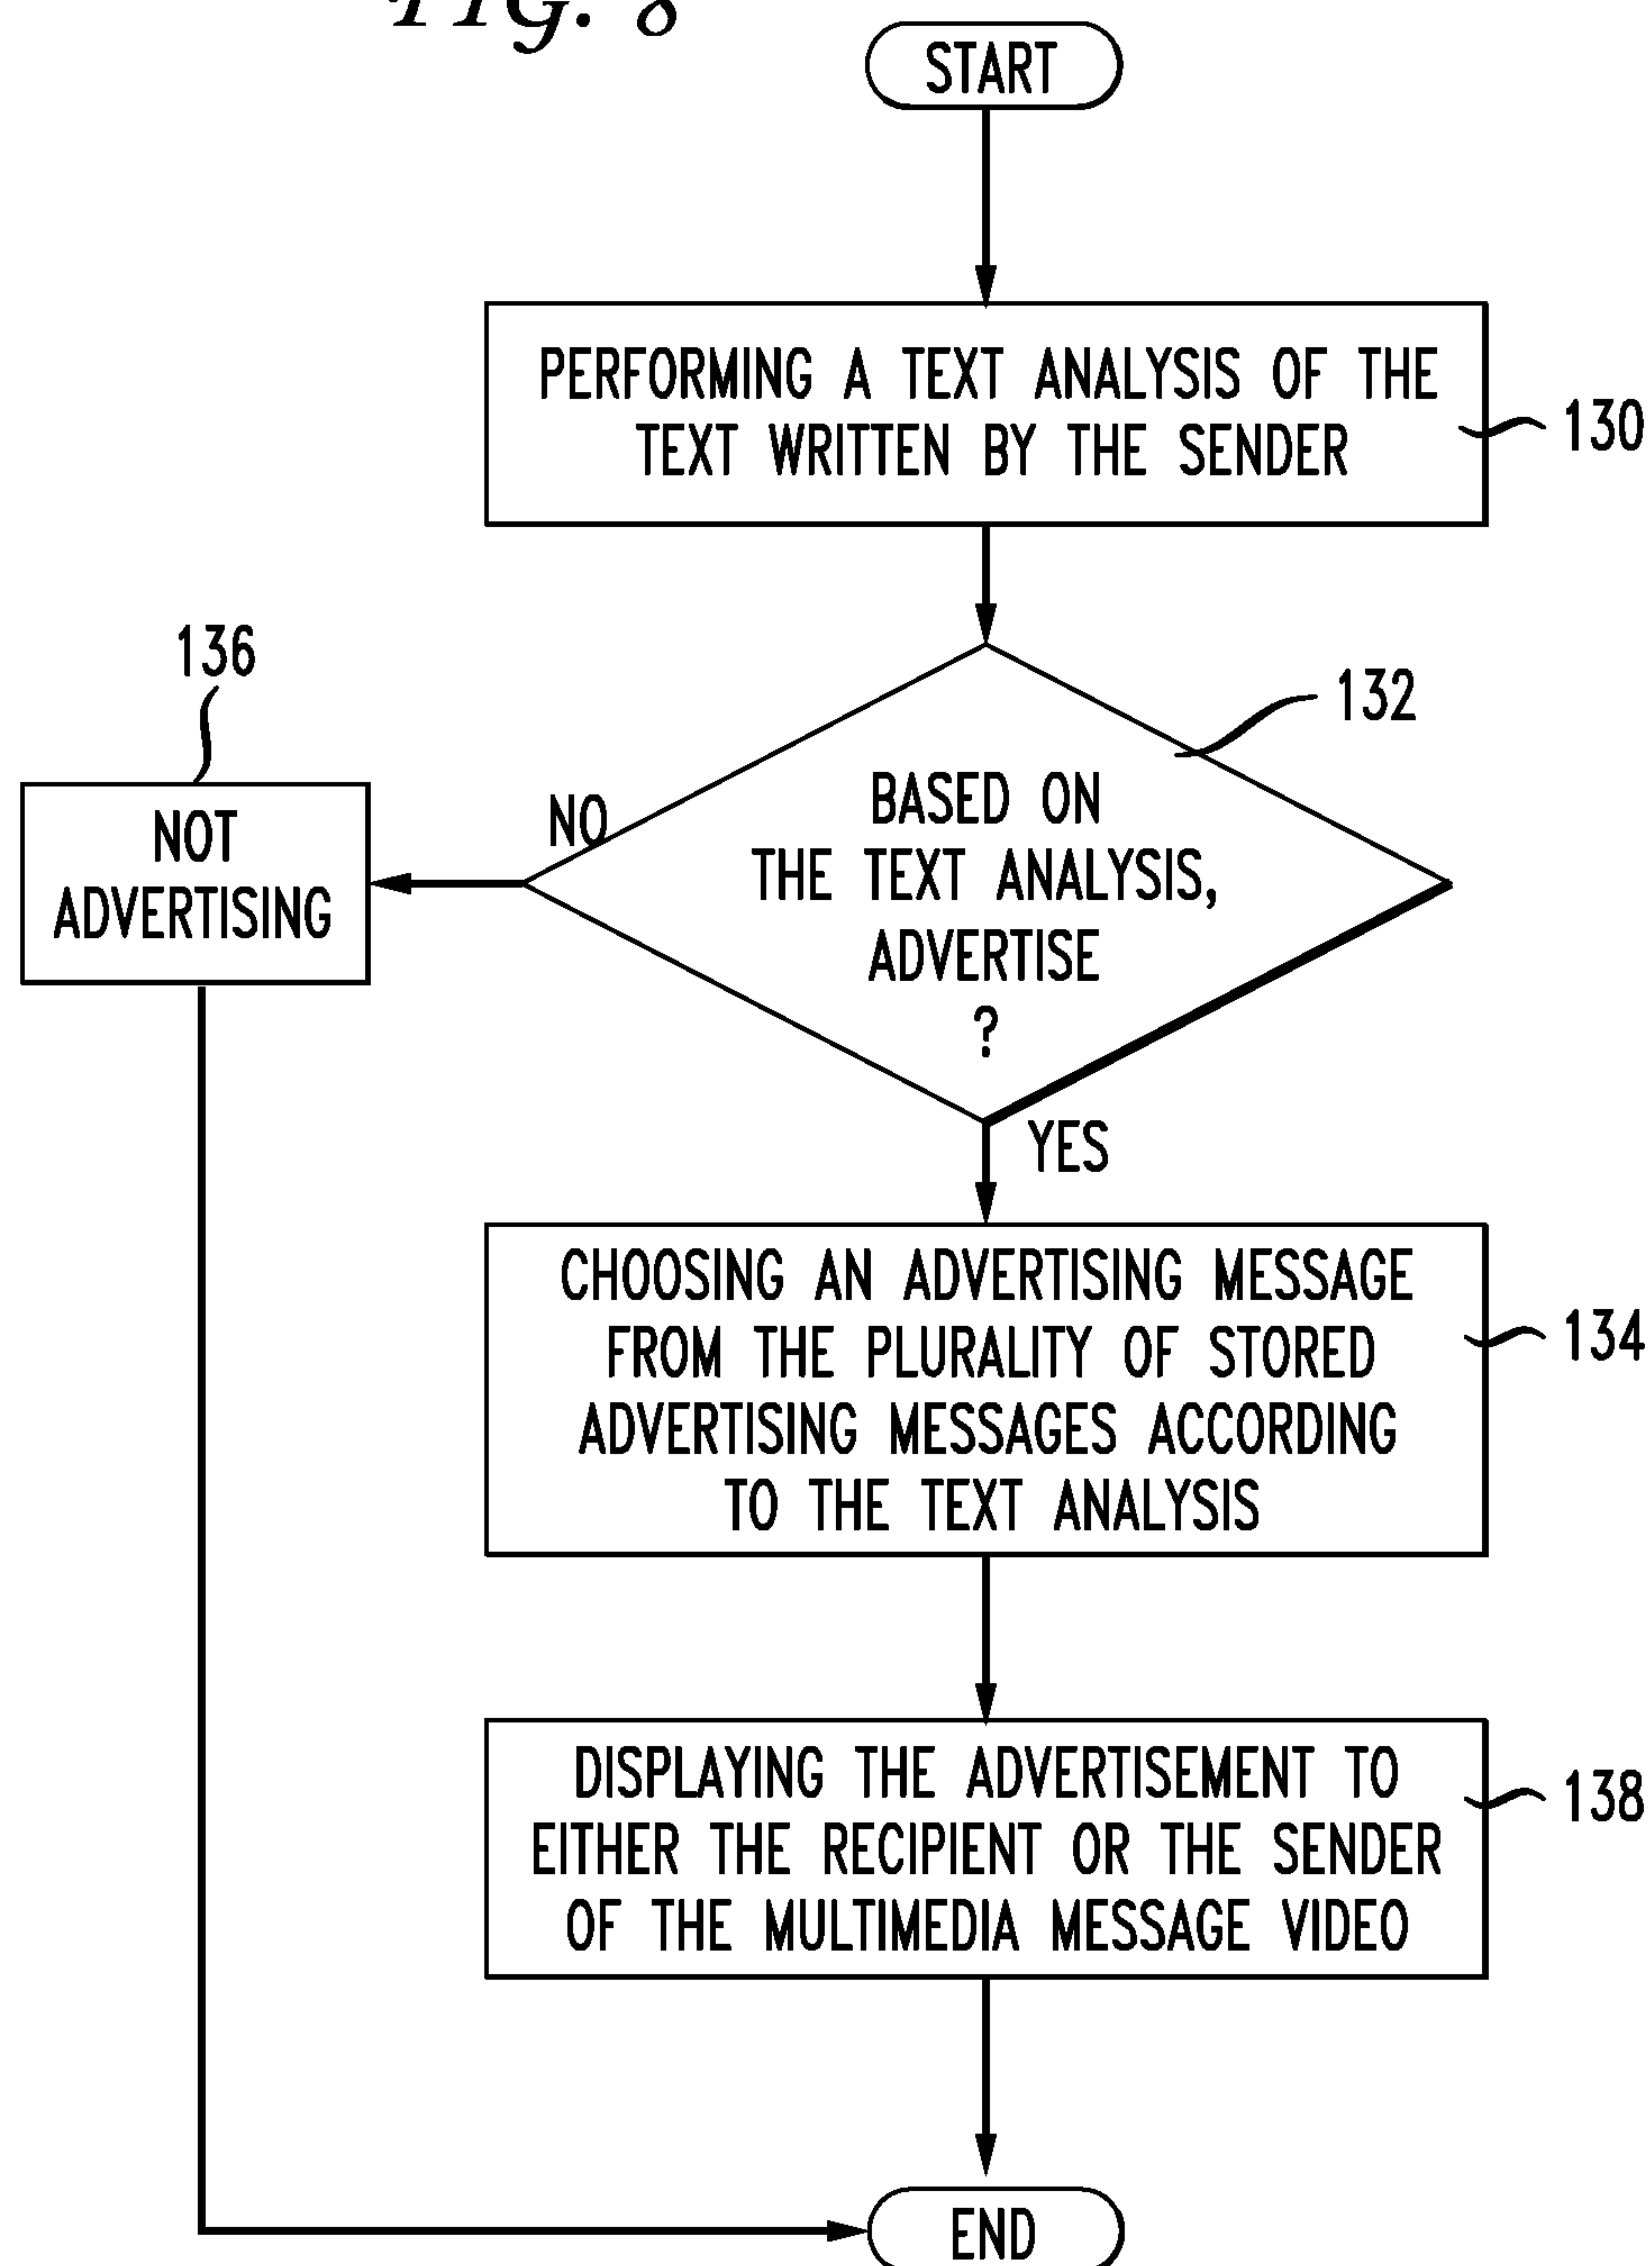 FIG. 8
START
PERFORMING A TEXT ANALYSIS OF THE
TEXT WRITTEN BY THE SENDER
130
136
132
NO
NOT
ADVERTISING
BASED ON
THE TEXT ANALYSIS,
ADVERTISE
?
YES
CHOOSING AN ADVERTISING MESSAGE
FROM THE PLURALITY OF STORED
ADVERTISING MESSAGES ACCORDING
TO THE TEXT ANALYSIS
134
DISPLAYING THE ADVERTISEMENT TO
EITHER THE RECIPIENT OR THE SENDER
OF THE MULTIMEDIA MESSAGE VIDEO
138
END